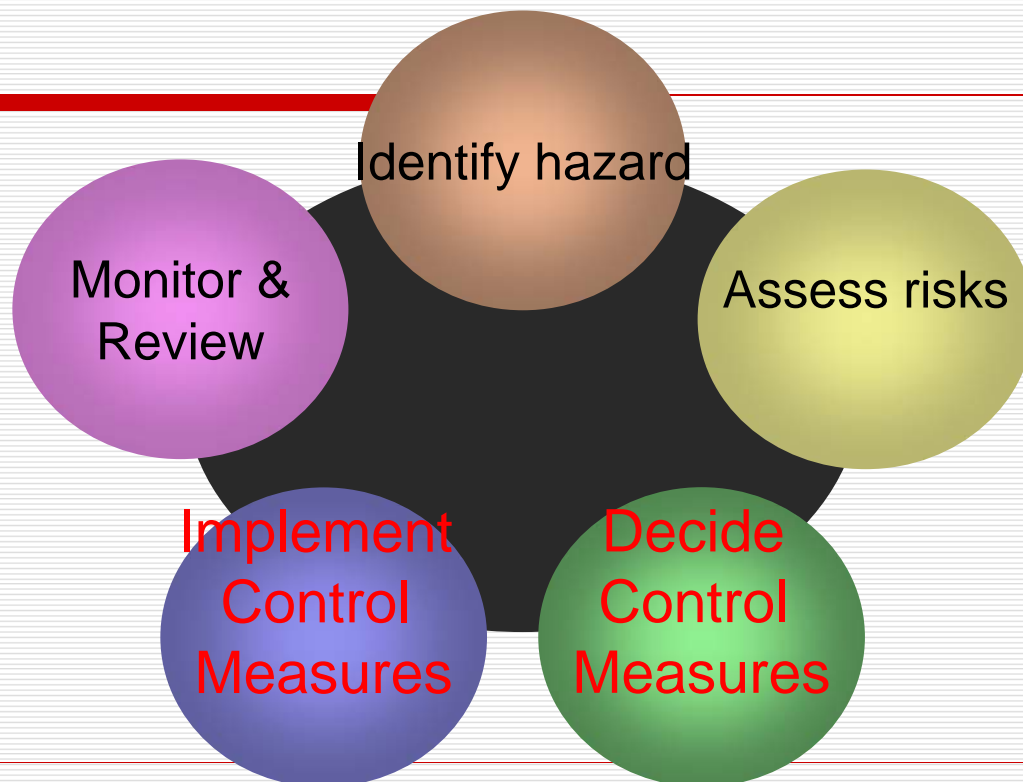 Identify hazard
Assess risks
Decide
Control
Measures
Implement
Control
Measures
Monitor &
Review